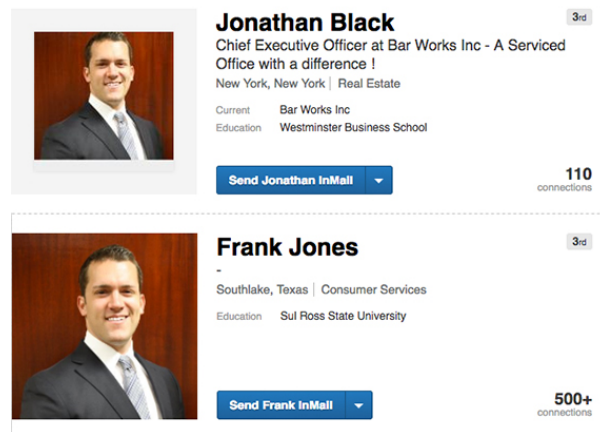 Jonathan Black
3rd
Chief Executive Officer at Bar Works Inc - A Serviced
Office with a difference !
New York, New York | Real Estate
Current Bar Works Inc
Education Westminster Business School
Send Jonathan InMail
110
connections
Frank Jones
3rd
-
Southlake, Texas | Consumer Services
Education Sul Ross State University
Send Frank InMail
500+
connections